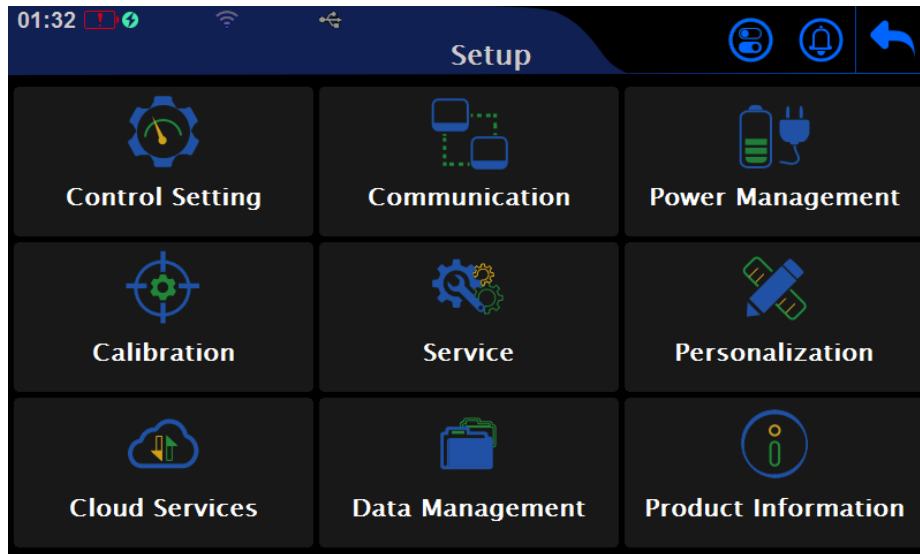 01:32
Setup
Control Setting
Communication
Power Management
Calibration
Service
Personalization
Cloud Services
Data Management
Product Information